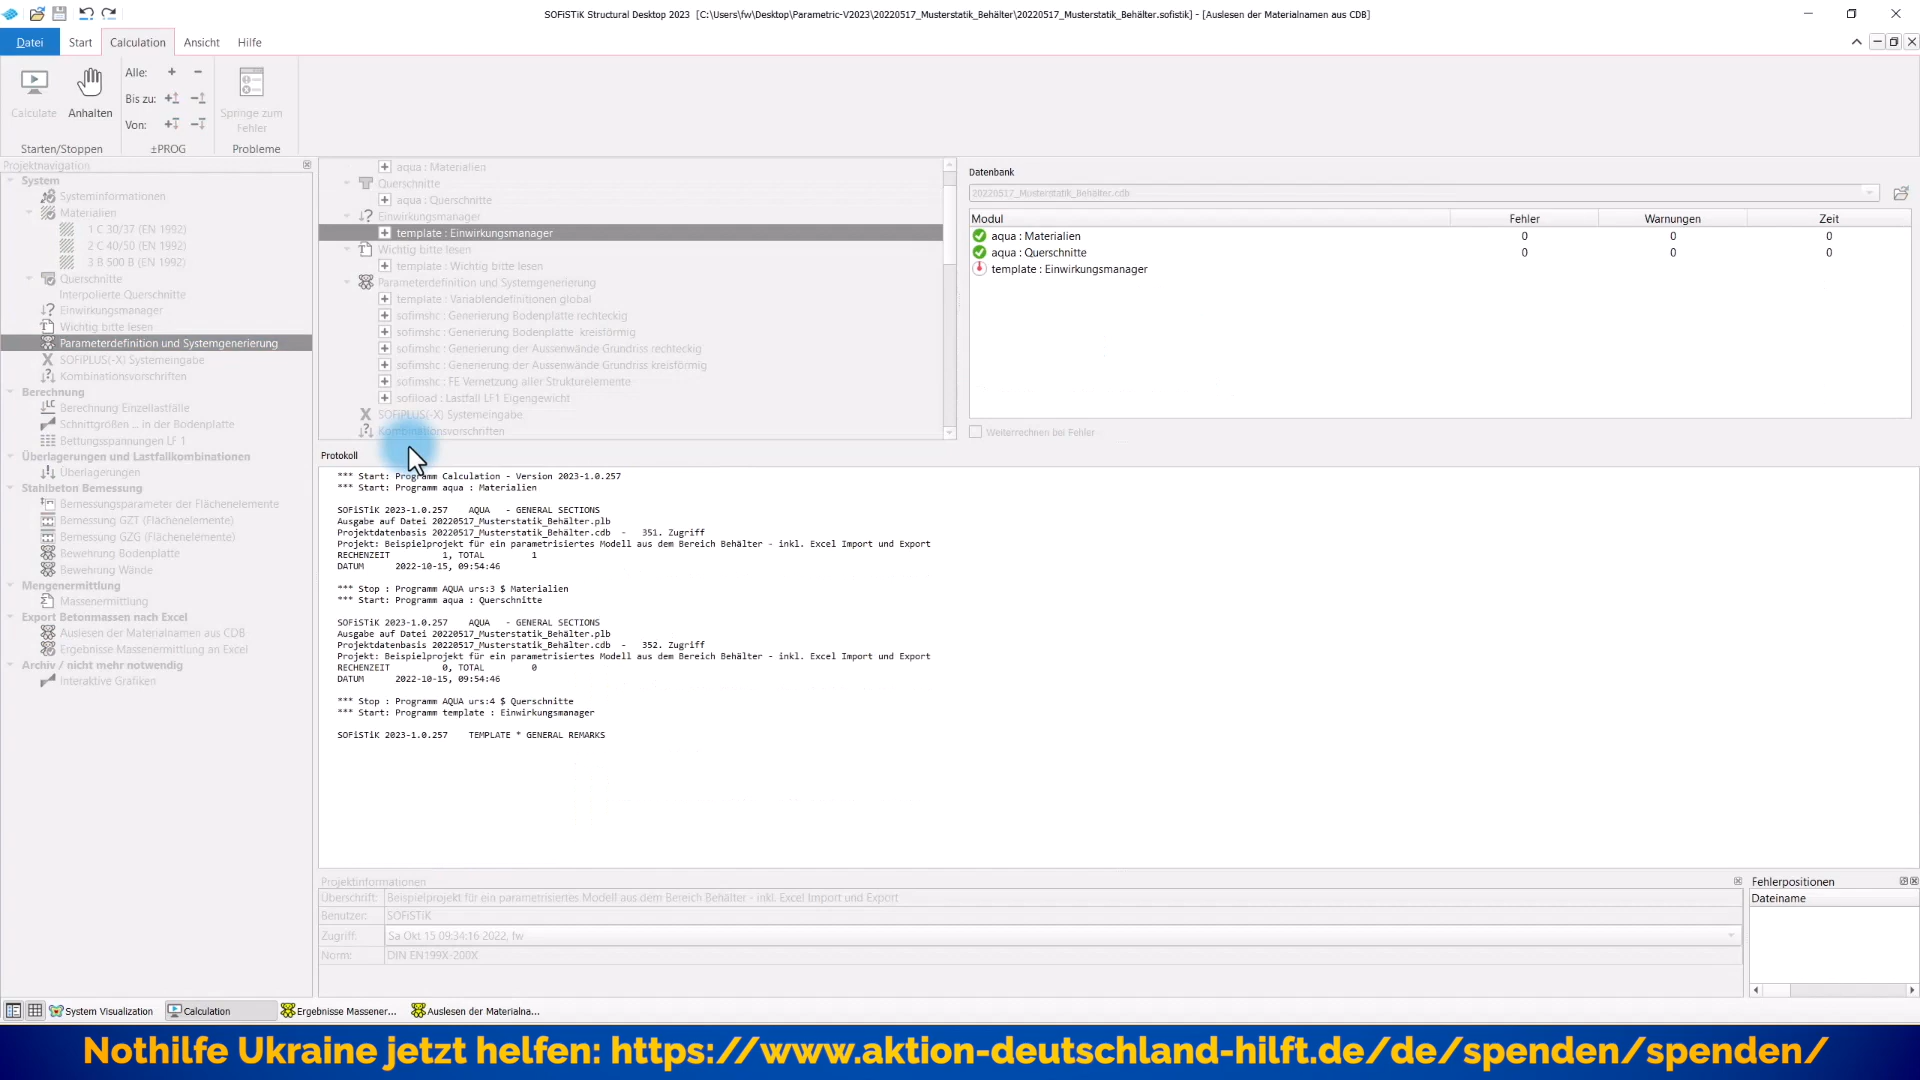 SOFiSTiK Structural Desktop 2023 [C:\Users\fw\Desktop\Parametric-V2023\20220517_Musterstatik_Behälter\20220517_Musterstatik_Behälter.sofistik] - [Auslesen der Materialnamen aus CDB]
Datei Start Calculation Ansicht Hilfe
Calculate
Anhalten
Alle: + -
Bis zu:
Von:
Springe zum
Fehler
Starten/Stoppen ±PROG Probleme
Projektnavigation
System
Systeminformationen
Materialien
1 C 30/37 (EN 1992)
2 C 40/50 (EN 1992)
3 B 500 B (EN 1992)
Querschnitte
Interpolierte Querschnitte
Einwirkungsmanager
Wichtig bitte lesen
Parameterdefinition und Systemgenerierung
SOFiPLUS(-X) Systemeingabe
Kombinationsvorschriften
Berechnung
Berechnung Einzellastfälle
Schnittgrößen ... in der Bodenplatte
Bettungsspannungen LF 1
Überlagerungen und Lastfallkombinationen
Überlagerungen
Stahlbeton Bemessung
Bemessungsparameter der Flächenelemente
Bemessung GZT (Flächenelemente)
Bemessung GZG (Flächenelemente)
Bewehrung Bodenplatte
Bewehrung Wände
Mengenermittlung
Massenermittlung
Export Betonmassen nach Excel
Auslesen der Materialnamen aus CDB
Ergebnisse Massenermittlung an Excel
Archiv / nicht mehr notwendig
Interaktive Grafiken
aqua : Materialien
Querschnitte
aqua : Querschnitte
Einwirkungsmanager
template : Einwirkungsmanager
Wichtig bitte lesen
template : Wichtig bitte lesen
Parameterdefinition und Systemgenerierung
template : Variablendefinitionen global
sofimshc : Generierung Bodenplatte rechteckig
sofimshc : Generierung Bodenplatte kreisförmig
sofimshc : Generierung der Aussenwände Grundriss rechteckig
sofimshc : Generierung der Aussenwände Grundriss kreisförmig
sofimshc : FE Vernetzung aller Strukturelemente
sofiload : Lastfall LF1 Eigengewicht
SOFiPLUS(-X) Systemeingabe
Kombinationsvorschriften
Datenbank
20220517_Musterstatik_Behälter.cdb
Modul Fehler Warnungen Zeit
aqua : Materialien 0 0 0
aqua : Querschnitte 0 0 0
template : Einwirkungsmanager
Weiterrechnen bei Fehler
Protokoll
*** Start: Programm Calculation - Version 2023-1.0.257
*** Start: Programm aqua : Materialien
SOFiSTiK 2023-1.0.257 AQUA - GENERAL SECTIONS
Ausgabe auf Datei 20220517_Musterstatik_Behälter.plb
Projektdatenbasis 20220517_Musterstatik_Behälter.cdb - 351. Zugriff
Projekt: Beispielprojekt für ein parametrisiertes Modell aus dem Bereich Behälter - inkl. Excel Import und Export
RECHENZEIT 1, TOTAL 1
DATUM 2022-10-15, 09:54:46
*** Stop : Programm AQUA urs:3 $ Materialien
*** Start: Programm aqua : Querschnitte
SOFiSTiK 2023-1.0.257 AQUA - GENERAL SECTIONS
Ausgabe auf Datei 20220517_Musterstatik_Behälter.plb
Projektdatenbasis 20220517_Musterstatik_Behälter.cdb - 352. Zugriff
Projekt: Beispielprojekt für ein parametrisiertes Modell aus dem Bereich Behälter - inkl. Excel Import und Export
RECHENZEIT 0, TOTAL 0
DATUM 2022-10-15, 09:54:46
*** Stop : Programm AQUA urs:4 $ Querschnitte
*** Start: Programm template : Einwirkungsmanager
SOFiSTiK 2023-1.0.257 TEMPLATE * GENERAL REMARKS
Projektinformationen
Überschrift: Beispielprojekt für ein parametrisiertes Modell aus dem Bereich Behälter - inkl. Excel Import und Export
Benutzer: SOFiSTiK
Zugriff: Sa Okt 15 09:34:16 2022, fw
Norm: DIN EN199X-200X
Fehlerpositionen
Dateiname
System Visualization Calculation Ergebnisse Massener... Auslesen der Materialna...
Nothilfe Ukraine jetzt helfen: https://www.aktion-deutschland-hilft.de/de/spenden/spenden/